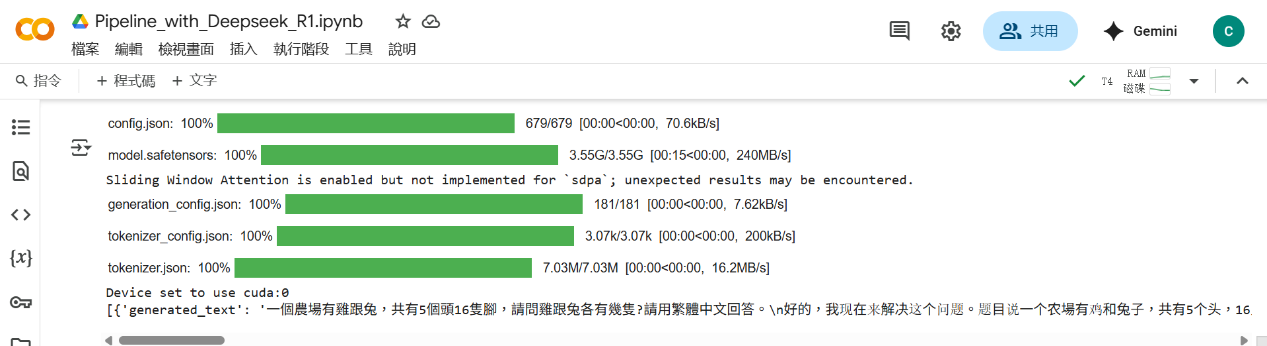 Pipeline_with_Deepseek_R1.ipynb
檔案 編輯 檢視畫面 插入 執行階段 工具 說明
共用 Gemini C
指令 + 程式碼 + 文字
T4 RAM 磁碟
config.json: 100% 679/679 [00:00<00:00, 70.6kB/s]
model.safetensors: 100% 3.55G/3.55G [00:15<00:00, 240MB/s]
Sliding Window Attention is enabled but not implemented for `sdpa`; unexpected results may be encountered.
generation_config.json: 100% 181/181 [00:00<00:00, 7.62kB/s]
tokenizer_config.json: 100% 3.07k/3.07k [00:00<00:00, 200kB/s]
tokenizer.json: 100% 7.03M/7.03M [00:00<00:00, 16.2MB/s]
Device set to use cuda:0
[{'generated_text': '一個農場有雞跟兔，共有5個頭16隻腳，請問雞跟兔各有幾隻?請用繁體中文回答。\n好的，我现在来解决这个问题。题目说一个农場有鸡和兔子，共有5个头，16